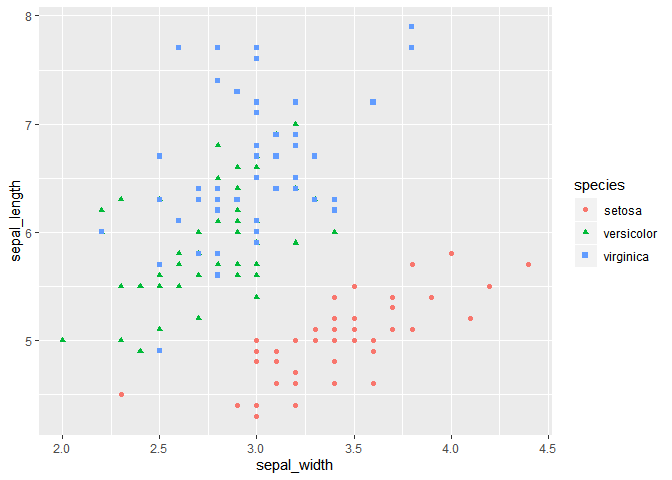 8
7
6
5
sepal_length
2.0 2.5 3.0 3.5 4.0 4.5
sepal_width
species
setosa
versicolor
virginica